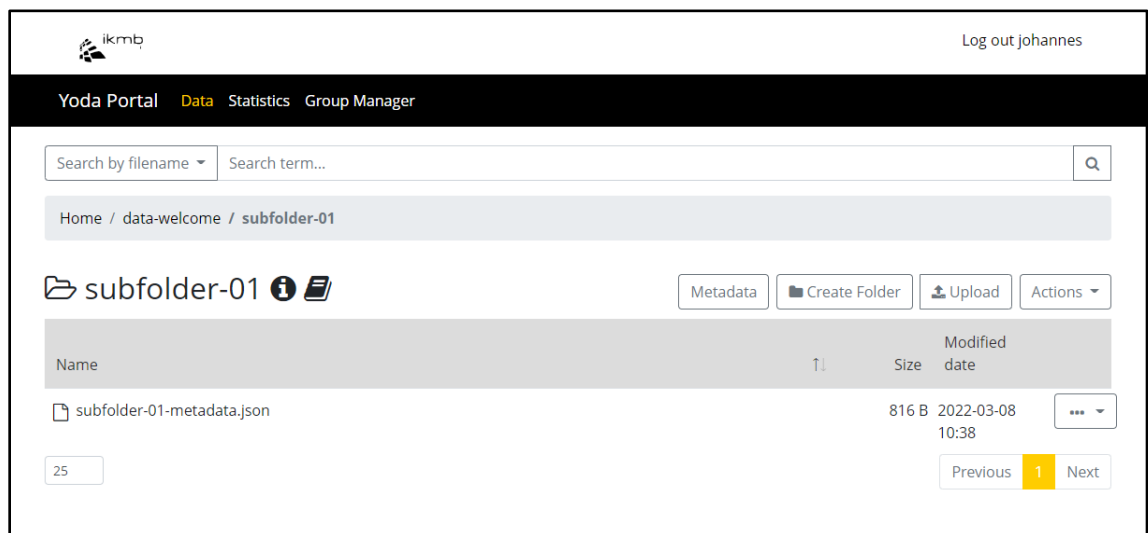 ikmb
Log out johannes
Yoda Portal Data Statistics Group Manager
Search by filename Search term...
Home / data-welcome / subfolder-01
subfolder-01
Metadata Create Folder Upload Actions
Name Size Modified date
subfolder-01-metadata.json 816 B 2022-03-08 10:38
25 Previous 1 Next